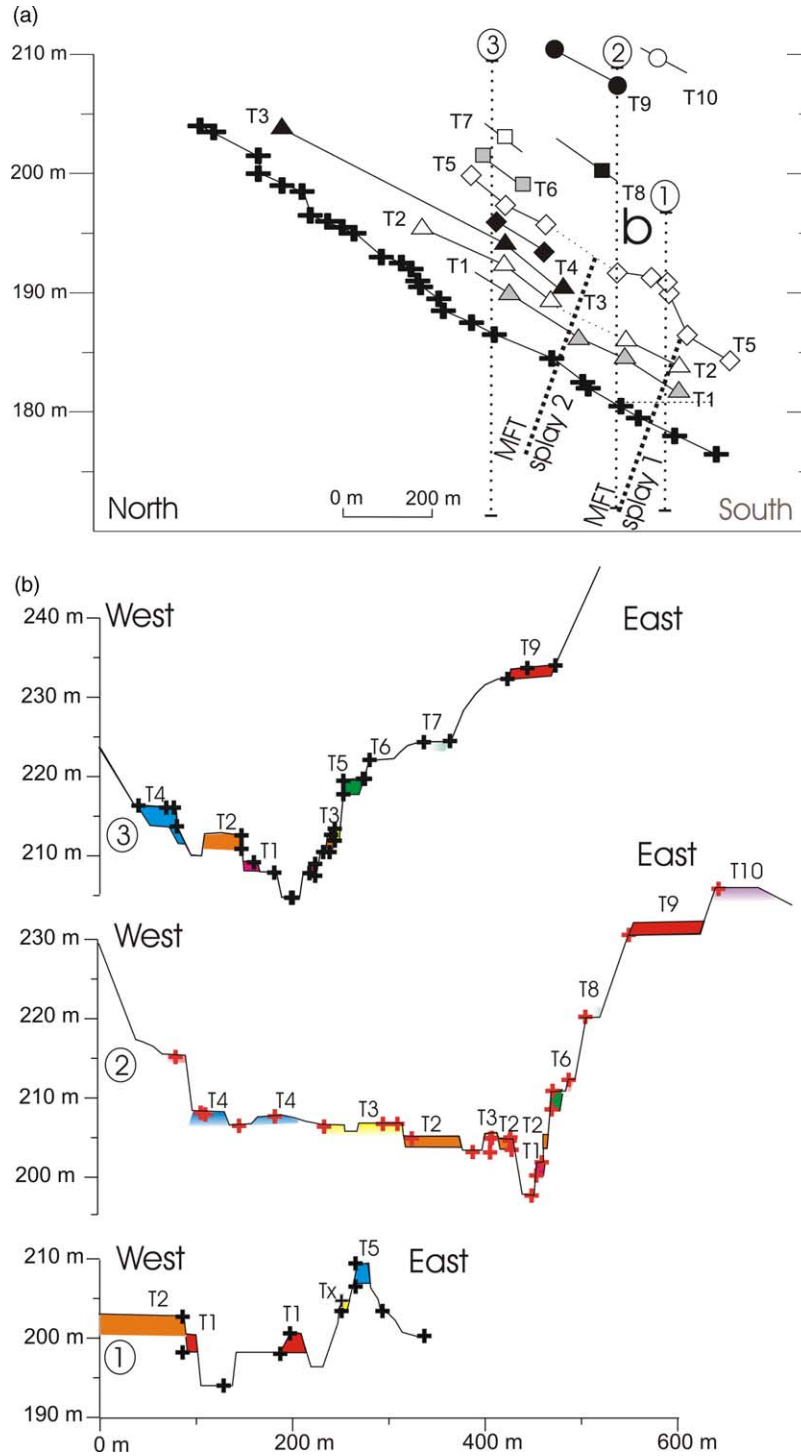 (a)
210 m
200 m
190 m
180 m
3
2
1
T3
T7
T5
T6
T2
T1
T4
T3
T9
T10
T8
b
T5
T2
T1
MFT splay 2
MFT splay 1
0 m 200 m
North
South
(b)
240 m
230 m
220 m
210 m
West
East
T9
T7
T6
T5
T4
T2
T3
T1
3
West
East
230 m
220 m
210 m
200 m
T10
T9
T8
T6
T4
T4
T3
T2
T3
T2
T2
T1
2
210 m
200 m
190 m
West
East
T5
T2
T1
T1
Tx
1
0 m
200 m
400 m
600 m